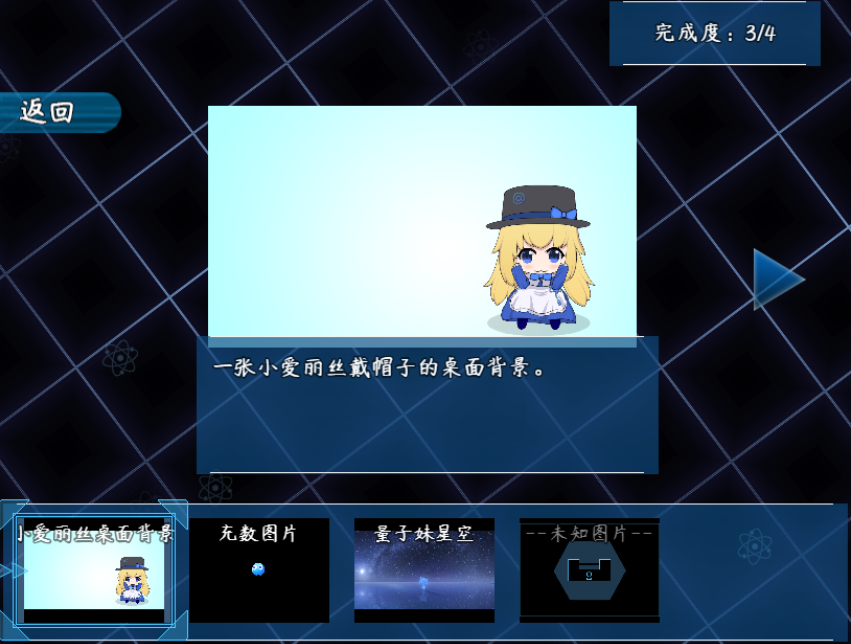 完成度：3/4
返回
一张小爱丽丝戴帽子的桌面背景。
小爱丽丝桌面背景
充数图片
量子妹星空
--未知图片--